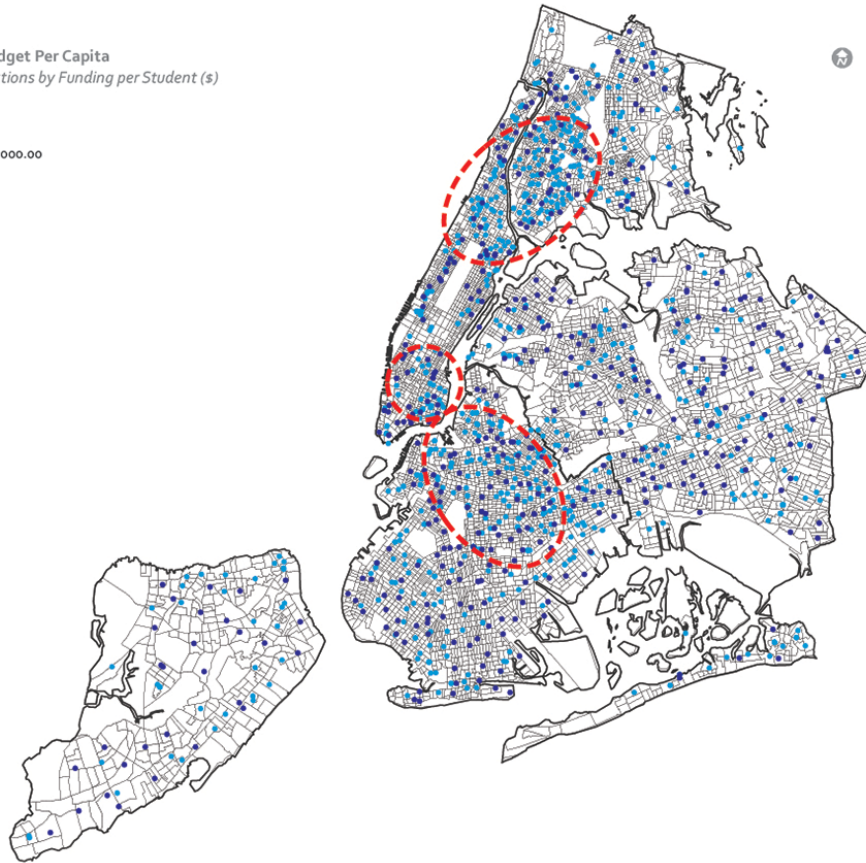 dget Per Capita
tions by Funding per Student ($)
000.00